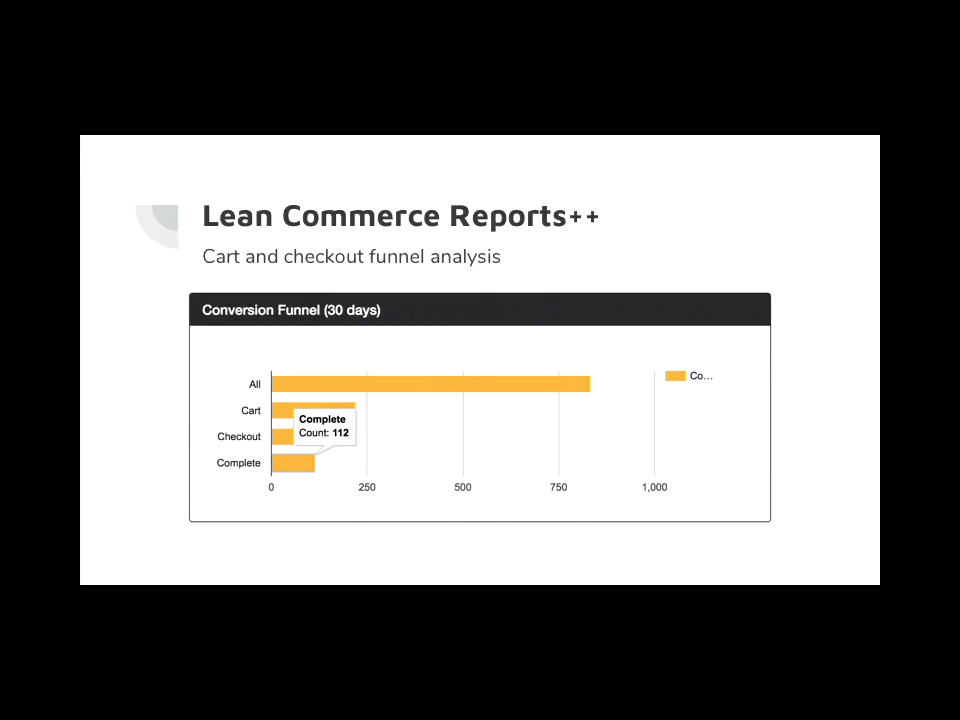 Lean Commerce Reports++
Cart and checkout funnel analysis
Conversion Funnel (30 days)
All
Co...
Cart
Complete
Count: 112
Checkout
Complete
0 250 500 750 1,000